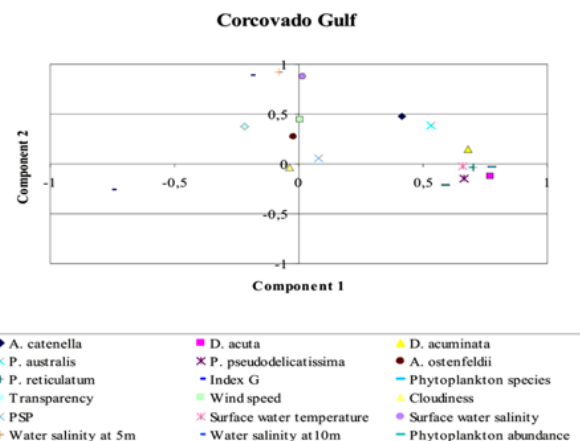 Corcovado Gulf
1
0,5
0
-0,5
-1
-1 -0,5 0 0,5 1
Component 2
Component 1
A. catenella D. acuta D. acuminata
P. australis P. pseudodelicatissima A. ostenfeldii
P. reticulatum Index G Phytoplankton species
Transparency Wind speed Cloudiness
PSP Surface water temperature Surface water salinity
Water salinity at 5m Water salinity at10m Phytoplankton abundance